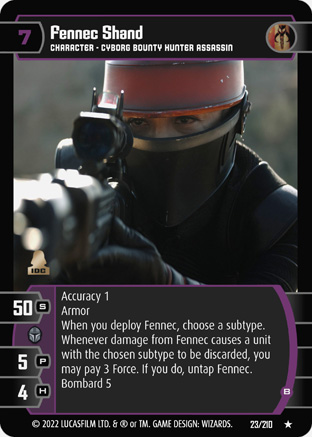 7
Fennec Shand
CHARACTER - CYBORG BOUNTY HUNTER ASSASSIN
IDC
50 S
5 P
4 H
Accuracy 1
Armor
When you deploy Fennec, choose a subtype.
Whenever damage from Fennec causes a unit
with the chosen subtype to be discarded, you
may pay 3 Force. If you do, untap Fennec.
Bombard 5
B
© 2022 LUCASFILM LTD. & ® or TM. GAME DESIGN: WIZARDS.
23/210 ★